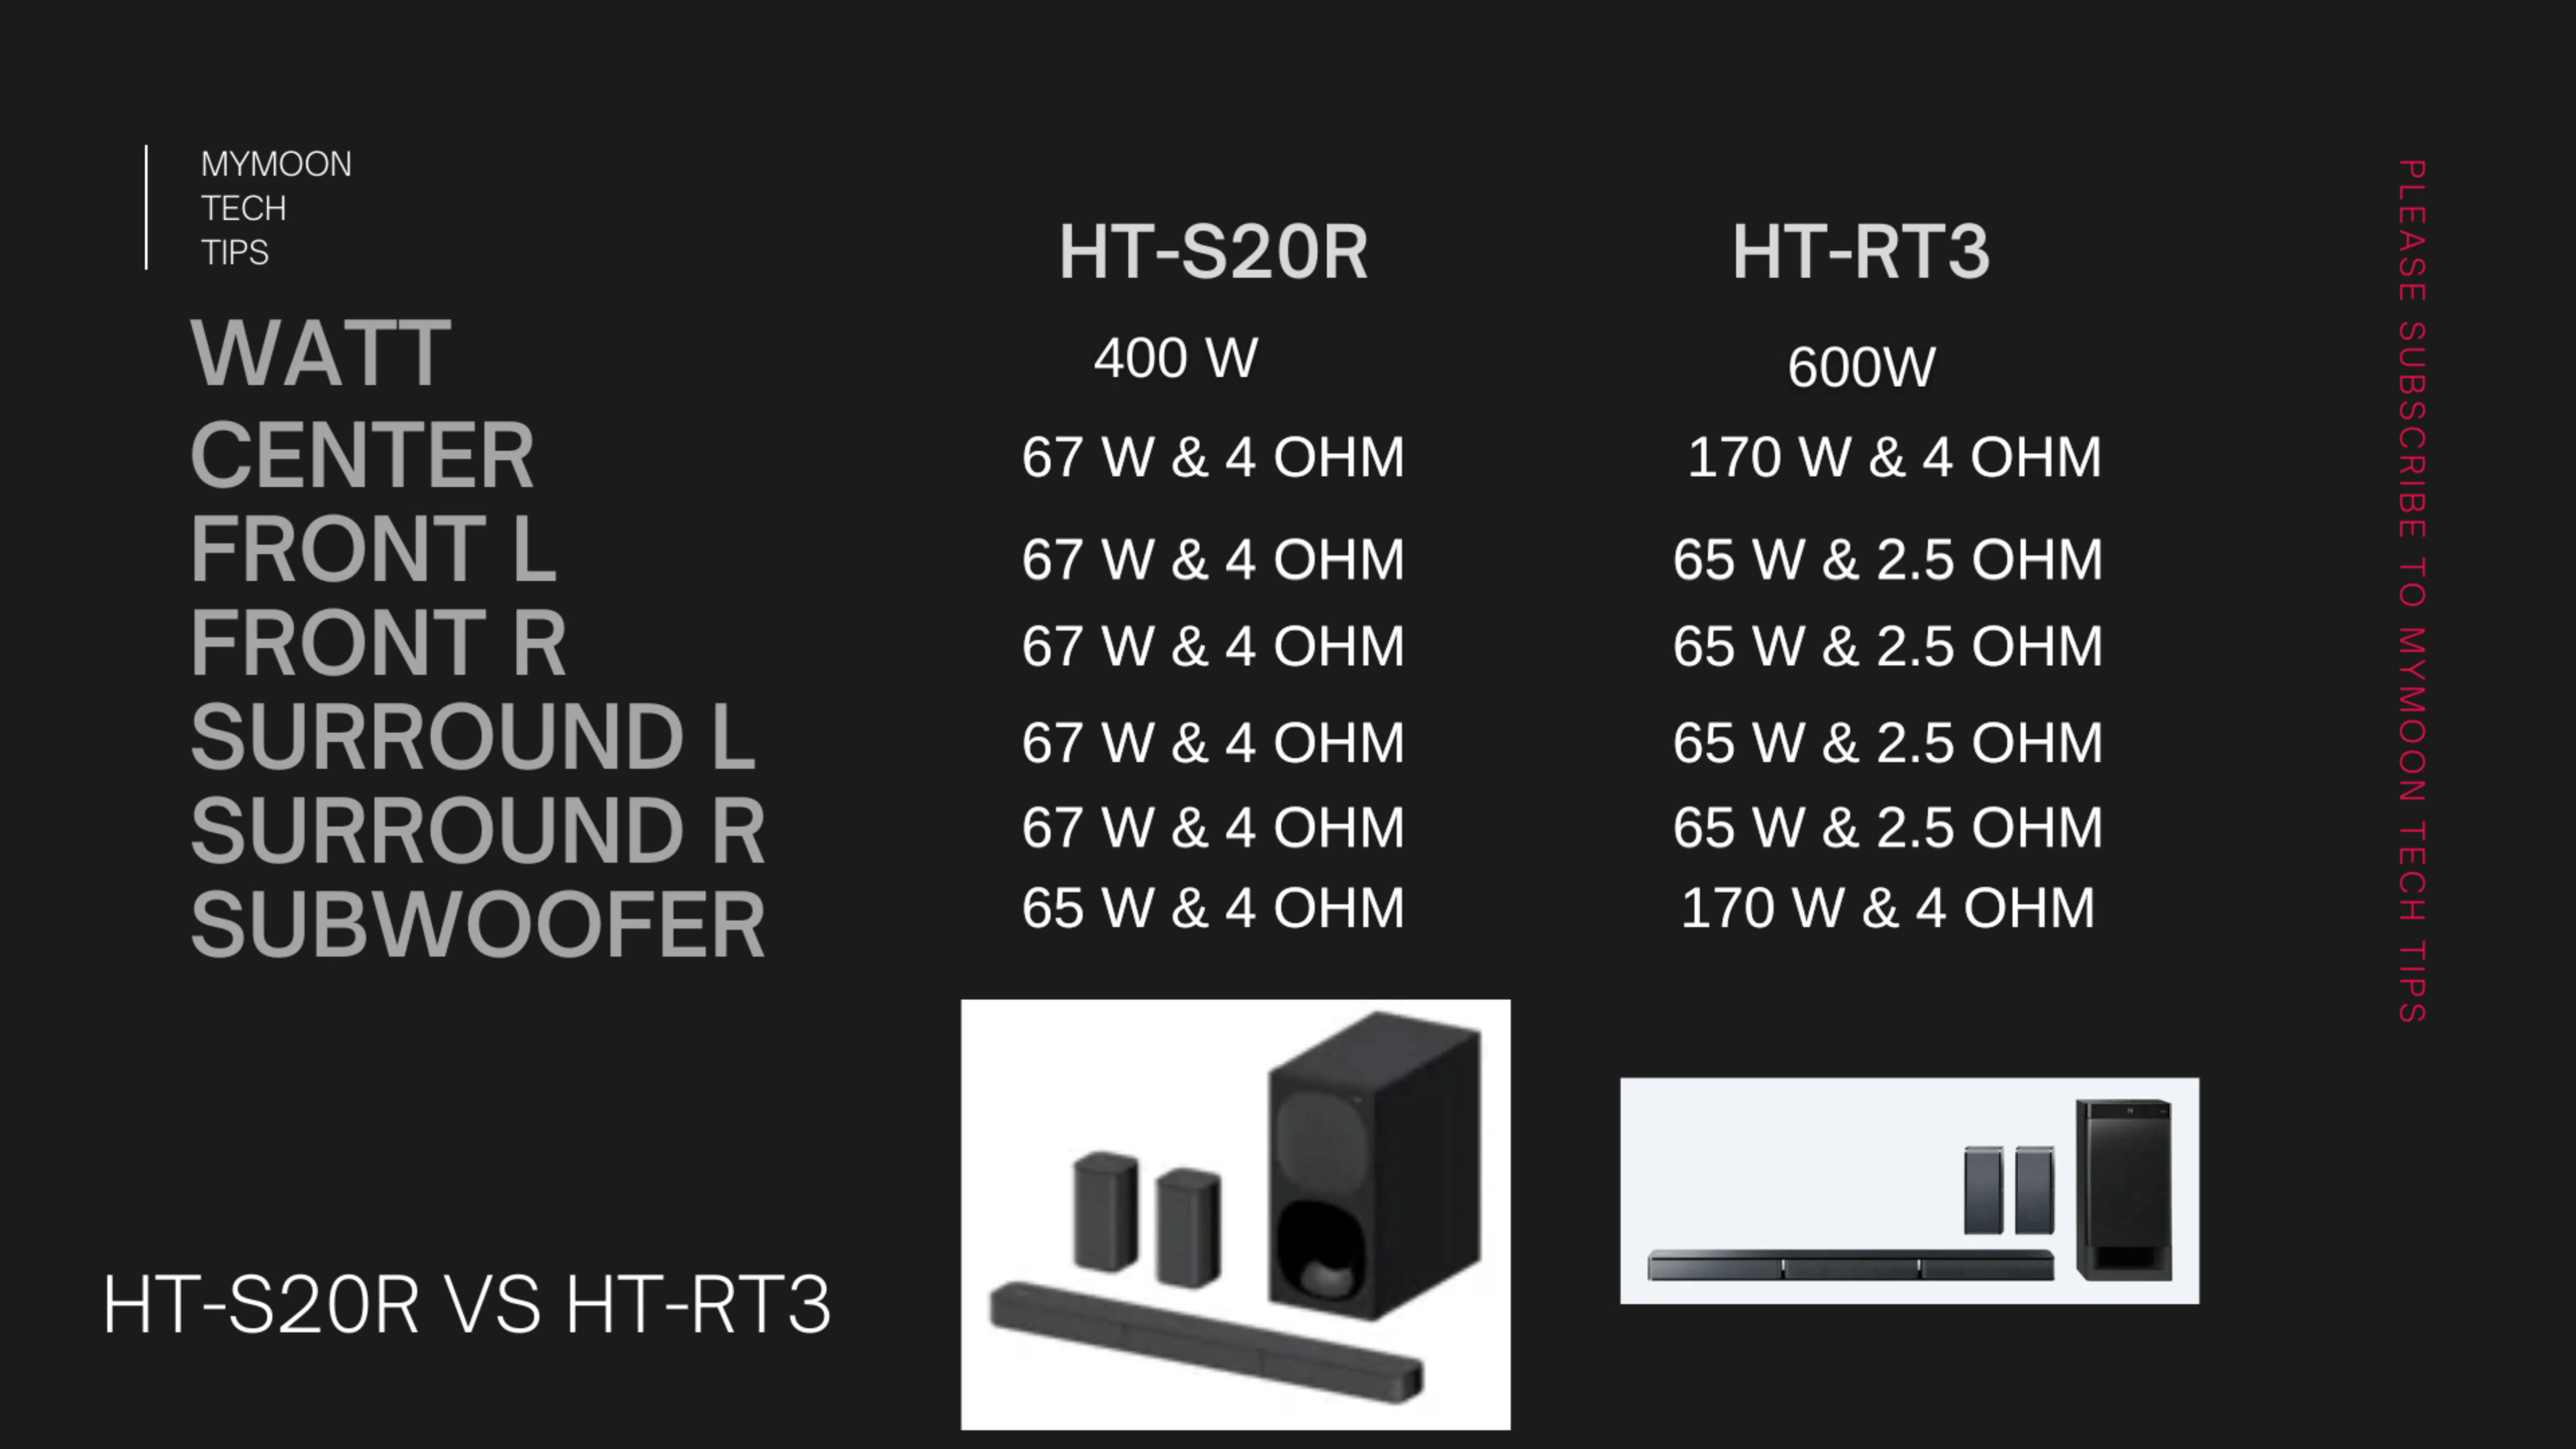 MYMOON
TECH
TIPS
HT-S20R HT-RT3
WATT 400 W 600W
CENTER 67 W & 4 OHM 170 W & 4 OHM
FRONT L 67 W & 4 OHM 65 W & 2.5 OHM
FRONT R 67 W & 4 OHM 65 W & 2.5 OHM
SURROUND L 67 W & 4 OHM 65 W & 2.5 OHM
SURROUND R 67 W & 4 OHM 65 W & 2.5 OHM
SUBWOOFER 65 W & 4 OHM 170 W & 4 OHM
HT-S20R VS HT-RT3
PLEASE SUBSCRIBE TO MYMOON TECH TIPS